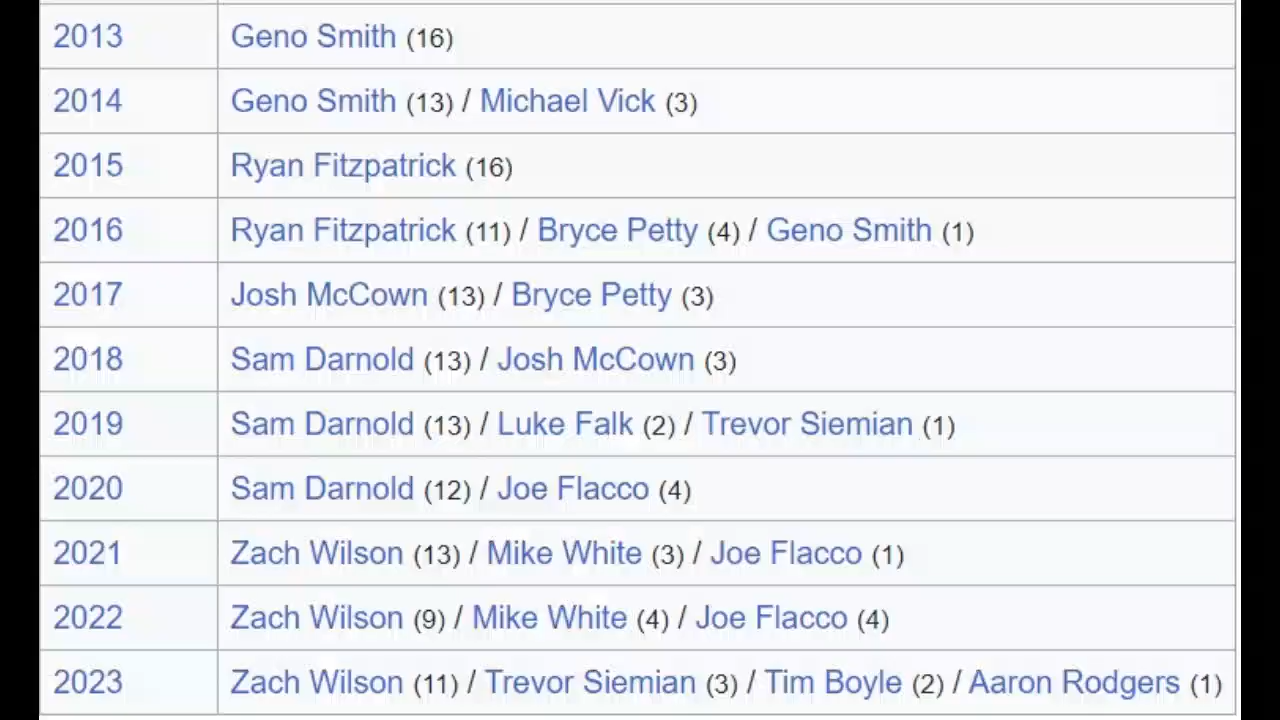 2013 Geno Smith (16)
2014 Geno Smith (13) / Michael Vick (3)
2015 Ryan Fitzpatrick (16)
2016 Ryan Fitzpatrick (11) / Bryce Petty (4) / Geno Smith (1)
2017 Josh McCown (13) / Bryce Petty (3)
2018 Sam Darnold (13) / Josh McCown (3)
2019 Sam Darnold (13) / Luke Falk (2) / Trevor Siemian (1)
2020 Sam Darnold (12) / Joe Flacco (4)
2021 Zach Wilson (13) / Mike White (3) / Joe Flacco (1)
2022 Zach Wilson (9) / Mike White (4) / Joe Flacco (4)
2023 Zach Wilson (11) / Trevor Siemian (3) / Tim Boyle (2) / Aaron Rodgers (1)